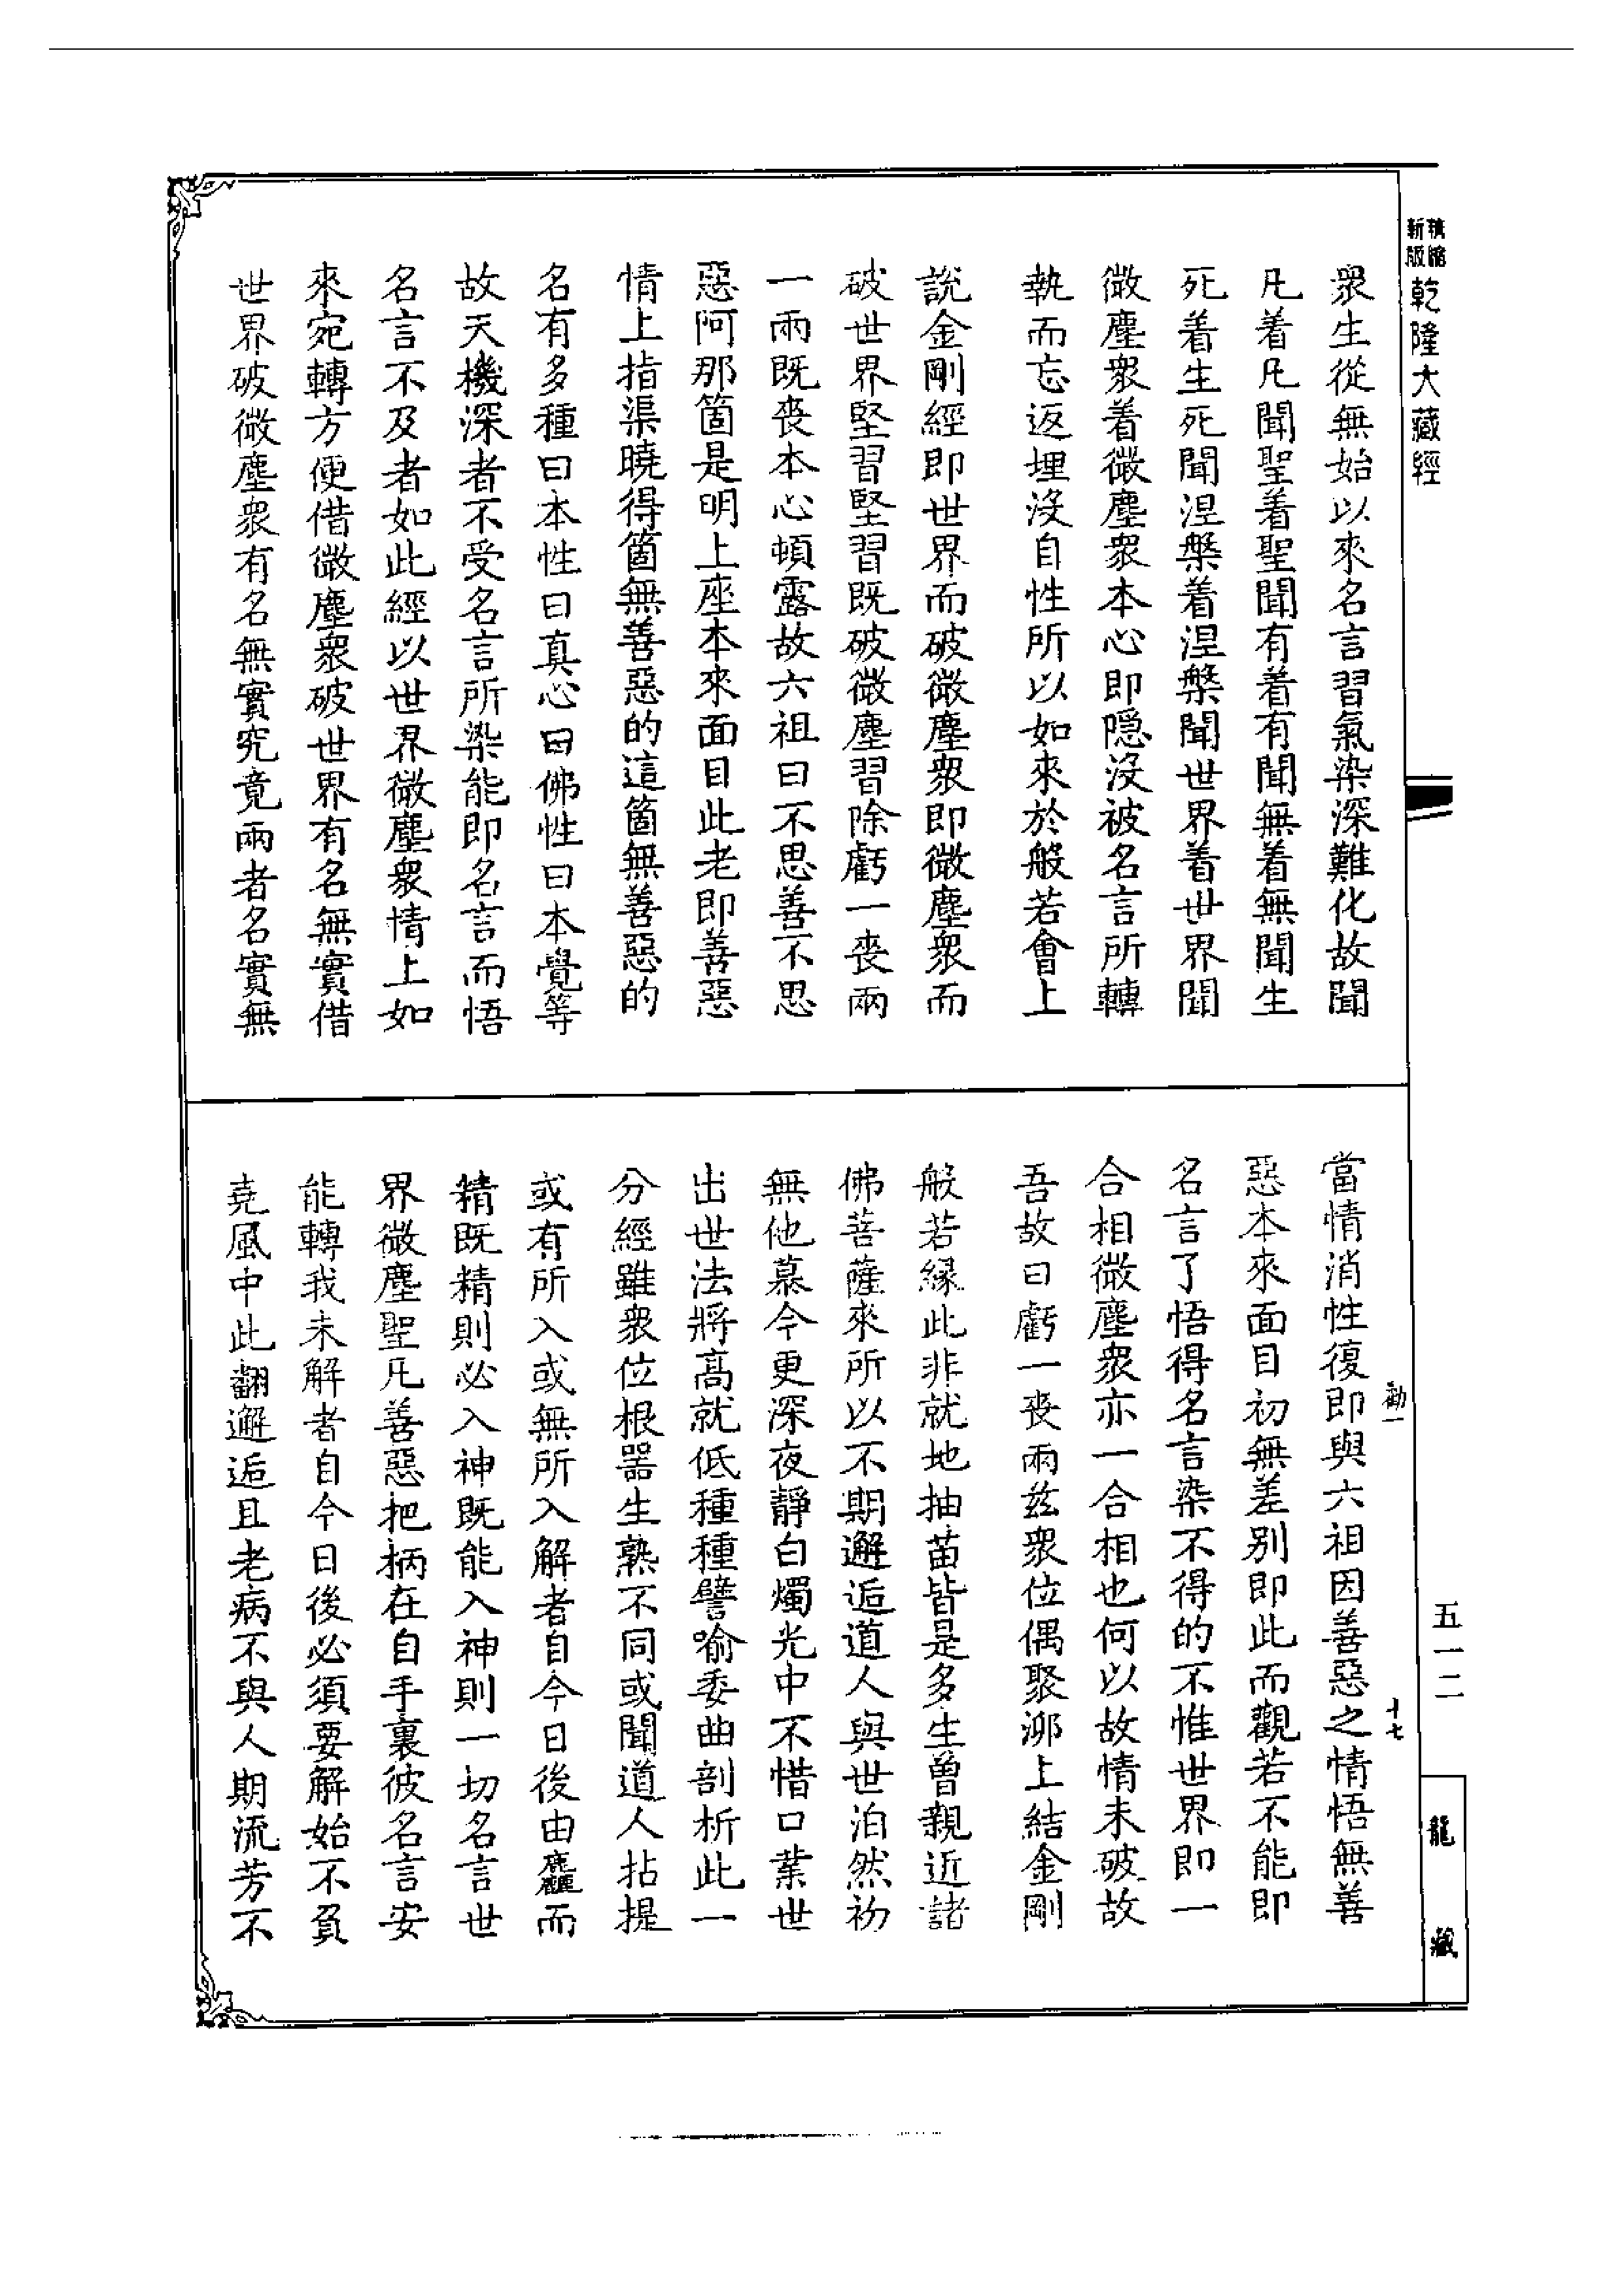 新版
精縮
乾隆大藏經
衆生從無始以來名言習氣染深難化故聞
凡着凡聞聖着聖聞有着有聞無着無聞生
死着生死聞涅槃着涅槃聞世界着世界聞
微塵衆着微塵衆本心即隱沒被名言所轉
執而忘返埋沒自性所以如來於般若會上
說金剛經即世界而破微塵衆即微塵衆而
破世界堅習堅習既破微塵習除虧一喪兩
一兩既喪本心頓露故六祖曰不思善不思
惡阿那箇是明上座本來面目此老即善惡
情上指渠曉得箇無善惡的這箇無善惡的
名有多種曰本性曰真心曰佛性曰本覺等
故天機深者不受名言所染能即名言而悟
名言不及者如此經以世界微塵衆情上如
來宛轉方便借微塵衆破世界有名無實借
世界破微塵衆有名無實究竟兩者名實無
當情消性復即與六祖因善惡之情悟無善
惡本來面目初無差別即此而觀若不能即
名言了悟得名言染不得的不惟世界即一
合相微塵衆亦一合相也何以故情未破故
吾故曰虧一喪兩茲衆位偶聚泖上結金剛
般若緣此非就地抽苗皆是多生曾親近諸
佛菩薩來所以不期邂逅道人與世泊然初
無他慕今更深夜靜白燭光中不惜口業世
出世法將高就低種種譬喻委曲剖析此一
分經雖衆位根器生熟不同或聞道人拈提
或有所入或無所入解者自今日後由麤而
精既精則必入神既能入神則一切名言世
界微塵聖凡善惡把柄在自手裏彼名言安
能轉我未解者自今日後必須要解始不負
堯風中此翻邂逅且老病不與人期流芳不
勸一
十七
五一二
龍藏